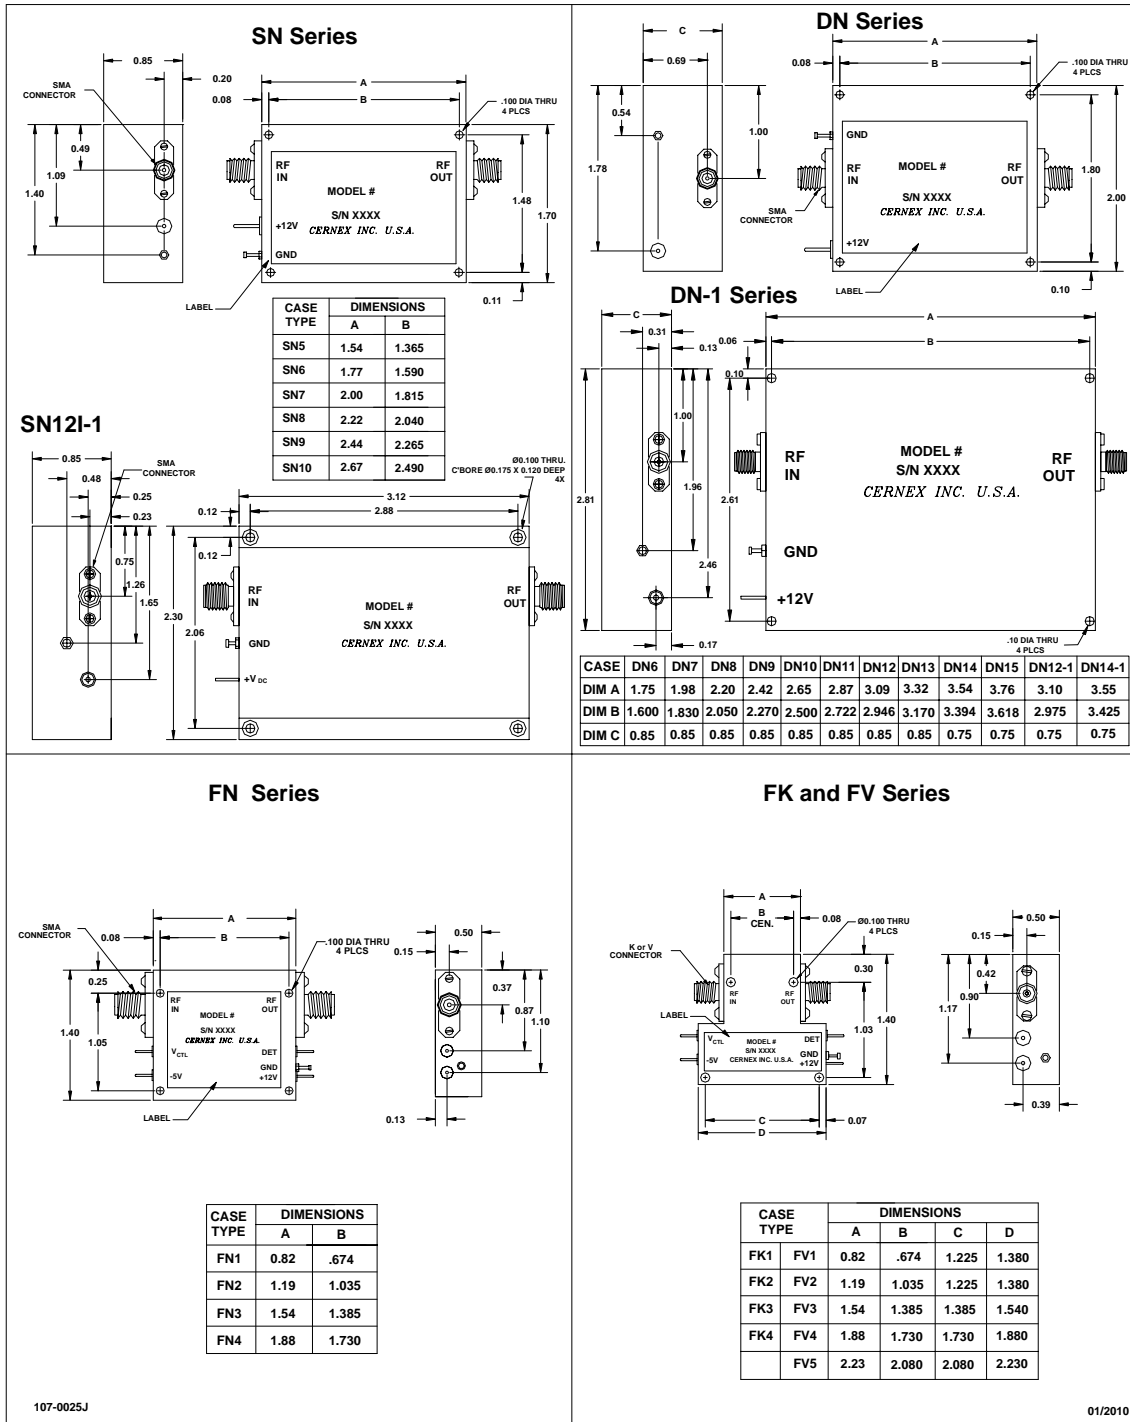 SN Series
0.85
0.20
SMA
CONNECTOR
A
0.08
B
.100 DIA THRU
4 PLCS
0.49
1.09
1.40
RF
IN
RF
OUT
MODEL #
S/N XXXX
CERNEX INC. U.S.A.
+12V
GND
1.48
1.70
LABEL
0.11
CASE TYPE DIMENSIONS
A B
SN5 1.54 1.365
SN6 1.77 1.590
SN7 2.00 1.815
SN8 2.22 2.040
SN9 2.44 2.265
SN10 2.67 2.490
SN12I-1
0.85
SMA
CONNECTOR
0.48
0.25
0.23
0.75
1.26
1.65
2.30
2.06
0.12
0.12
3.12
2.88
Ø0.100 THRU.
C'BORE Ø0.175 X 0.120 DEEP
4X
RF
IN
RF
OUT
MODEL #
S/N XXXX
CERNEX INC. U.S.A.
GND
+VDC
DN Series
C
0.69
0.54
1.78
1.00
A
0.08
B
.100 DIA THRU
4 PLCS
GND
RF
IN
RF
OUT
MODEL #
S/N XXXX
CERNEX INC. U.S.A.
SMA
CONNECTOR
+12V
1.80
2.00
LABEL
0.10
DN-1 Series
C
0.31
0.13
0.06
A
B
0.10
1.00
1.96
2.46
2.81
2.61
RF
IN
RF
OUT
MODEL #
S/N XXXX
CERNEX INC. U.S.A.
GND
+12V
0.17
.10 DIA THRU
4 PLCS
CASE DN6 DN7 DN8 DN9 DN10 DN11 DN12 DN13 DN14 DN15 DN12-1 DN14-1
DIM A 1.75 1.98 2.20 2.42 2.65 2.87 3.09 3.32 3.54 3.76 3.10 3.55
DIM B 1.600 1.830 2.050 2.270 2.500 2.722 2.946 3.170 3.394 3.618 2.975 3.425
DIM C 0.85 0.85 0.85 0.85 0.85 0.85 0.85 0.85 0.75 0.75 0.75 0.75
FN Series
SMA
CONNECTOR
A
0.08
B
.100 DIA THRU
4 PLCS
0.25
1.40
1.05
RF
IN
RF
OUT
MODEL #
S/N XXXX
CERNEX INC. U.S.A.
VCTL
DET
GND
-5V
+12V
LABEL
0.50
0.15
0.37
0.87
1.10
0.13
CASE TYPE DIMENSIONS
A B
FN1 0.82 .674
FN2 1.19 1.035
FN3 1.54 1.385
FN4 1.88 1.730
107-0025J
FK and FV Series
A
B
CEN.
0.08
Ø0.100 THRU
4 PLCS
K or V
CONNECTOR
RF
IN
RF
OUT
0.30
1.03
1.40
LABEL
VCTL
MODEL #
DET
S/N XXXX
GND
-5V
CERNEX INC. U.S.A.
+12V
C
0.07
D
0.50
0.15
0.42
0.90
1.17
0.39
CASE TYPE DIMENSIONS
A B C D
FK1 FV1 0.82 .674 1.225 1.380
FK2 FV2 1.19 1.035 1.225 1.380
FK3 FV3 1.54 1.385 1.385 1.540
FK4 FV4 1.88 1.730 1.730 1.880
FV5 2.23 2.080 2.080 2.230
01/2010